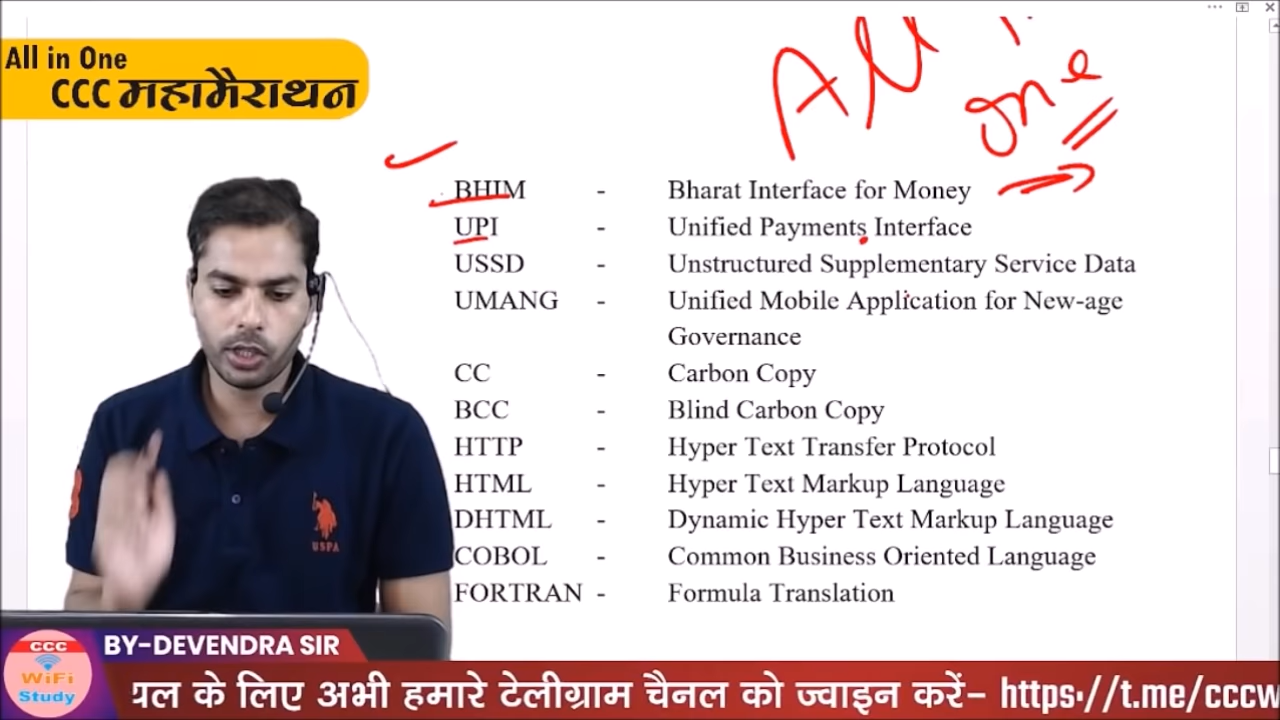 All in One
CCC महामैराथन
All
one
BHIM - Bharat Interface for Money
UPI - Unified Payments Interface
USSD - Unstructured Supplementary Service Data
UMANG - Unified Mobile Application for New-age
Governance
CC - Carbon Copy
BCC - Blind Carbon Copy
HTTP - Hyper Text Transfer Protocol
HTML - Hyper Text Markup Language
DHTML - Dynamic Hyper Text Markup Language
COBOL - Common Business Oriented Language
FORTRAN - Formula Translation
USPA
BY-DEVENDRA SIR
CCC
WiFi
Study
यल के लिए अभी हमारे टेलीग्राम चैनल को ज्वाइन करें- https://t.me/cccw